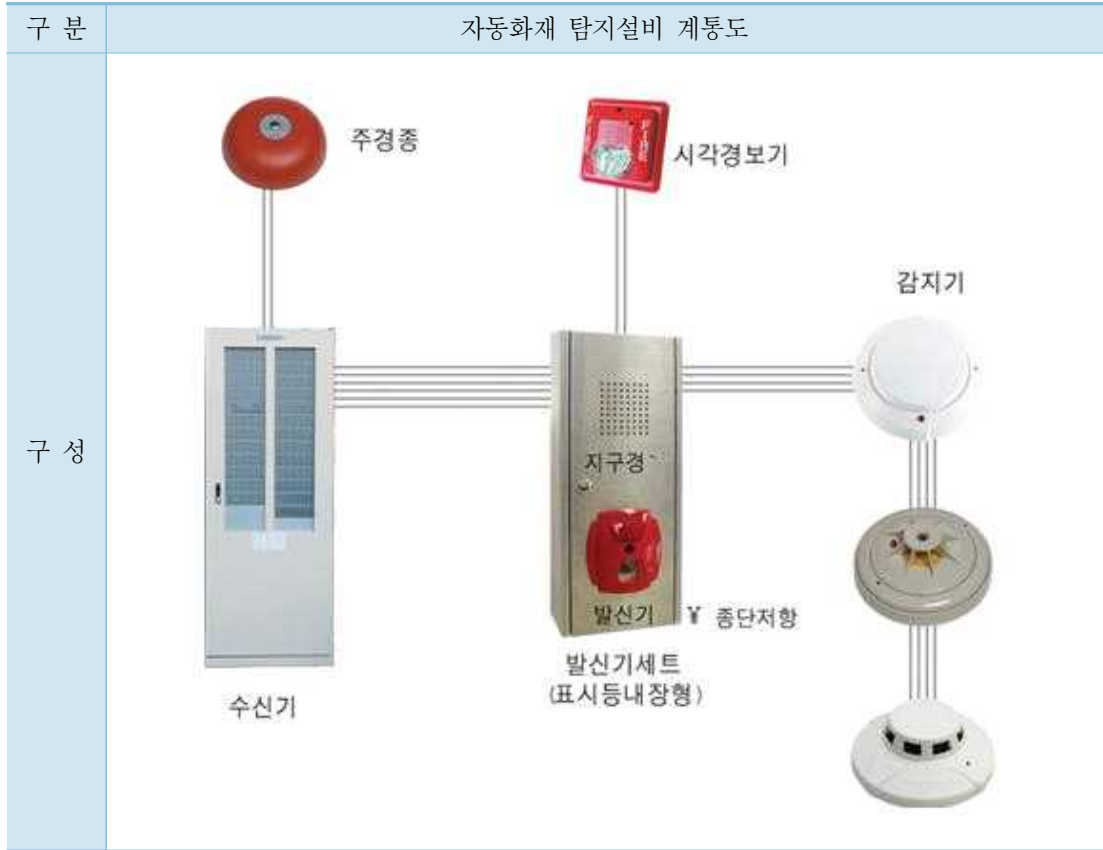 구 분
자동화재 탐지설비 계통도
구 성
주경종
시각경보기
감지기
지구경
발신기
¥ 종단저항
발신기세트
(표시등내장형)
수신기